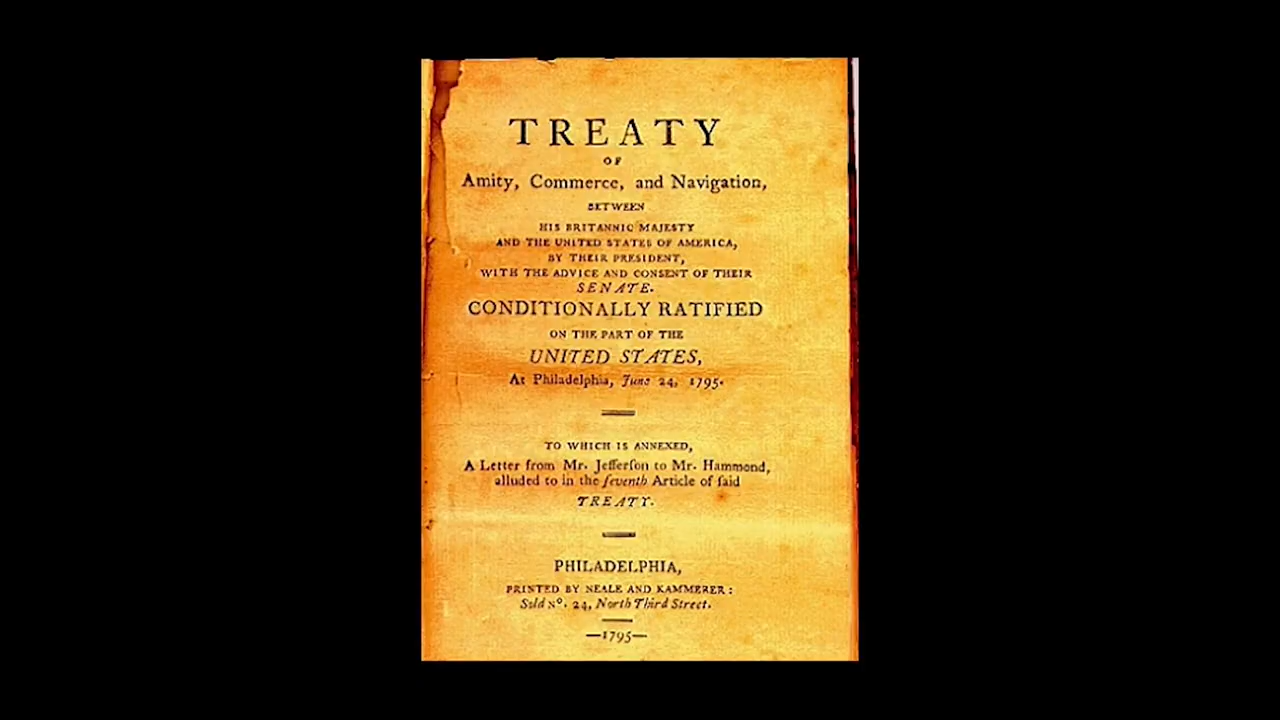 TREATY
OF
Amity, Commerce, and Navigation,
BETWEEN
HIS BRITANNIC MAJESTY
AND THE UNITED STATES OF AMERICA,
BY THEIR PRESIDENT,
WITH THE ADVICE AND CONSENT OF THEIR
SENATE.
CONDITIONALLY RATIFIED
ON THE PART OF THE
UNITED STATES,
At Philadelphia, June 24, 1795.
TO WHICH IS ANNEXED,
A Letter from Mr. Jefferſon to Mr. Hammond,
alluded to in the ſeventh Article of ſaid
TREATY.
PHILADELPHIA,
PRINTED BY NEALE AND KAMMERER:
Sold No. 24, North Third Street.
—1795—